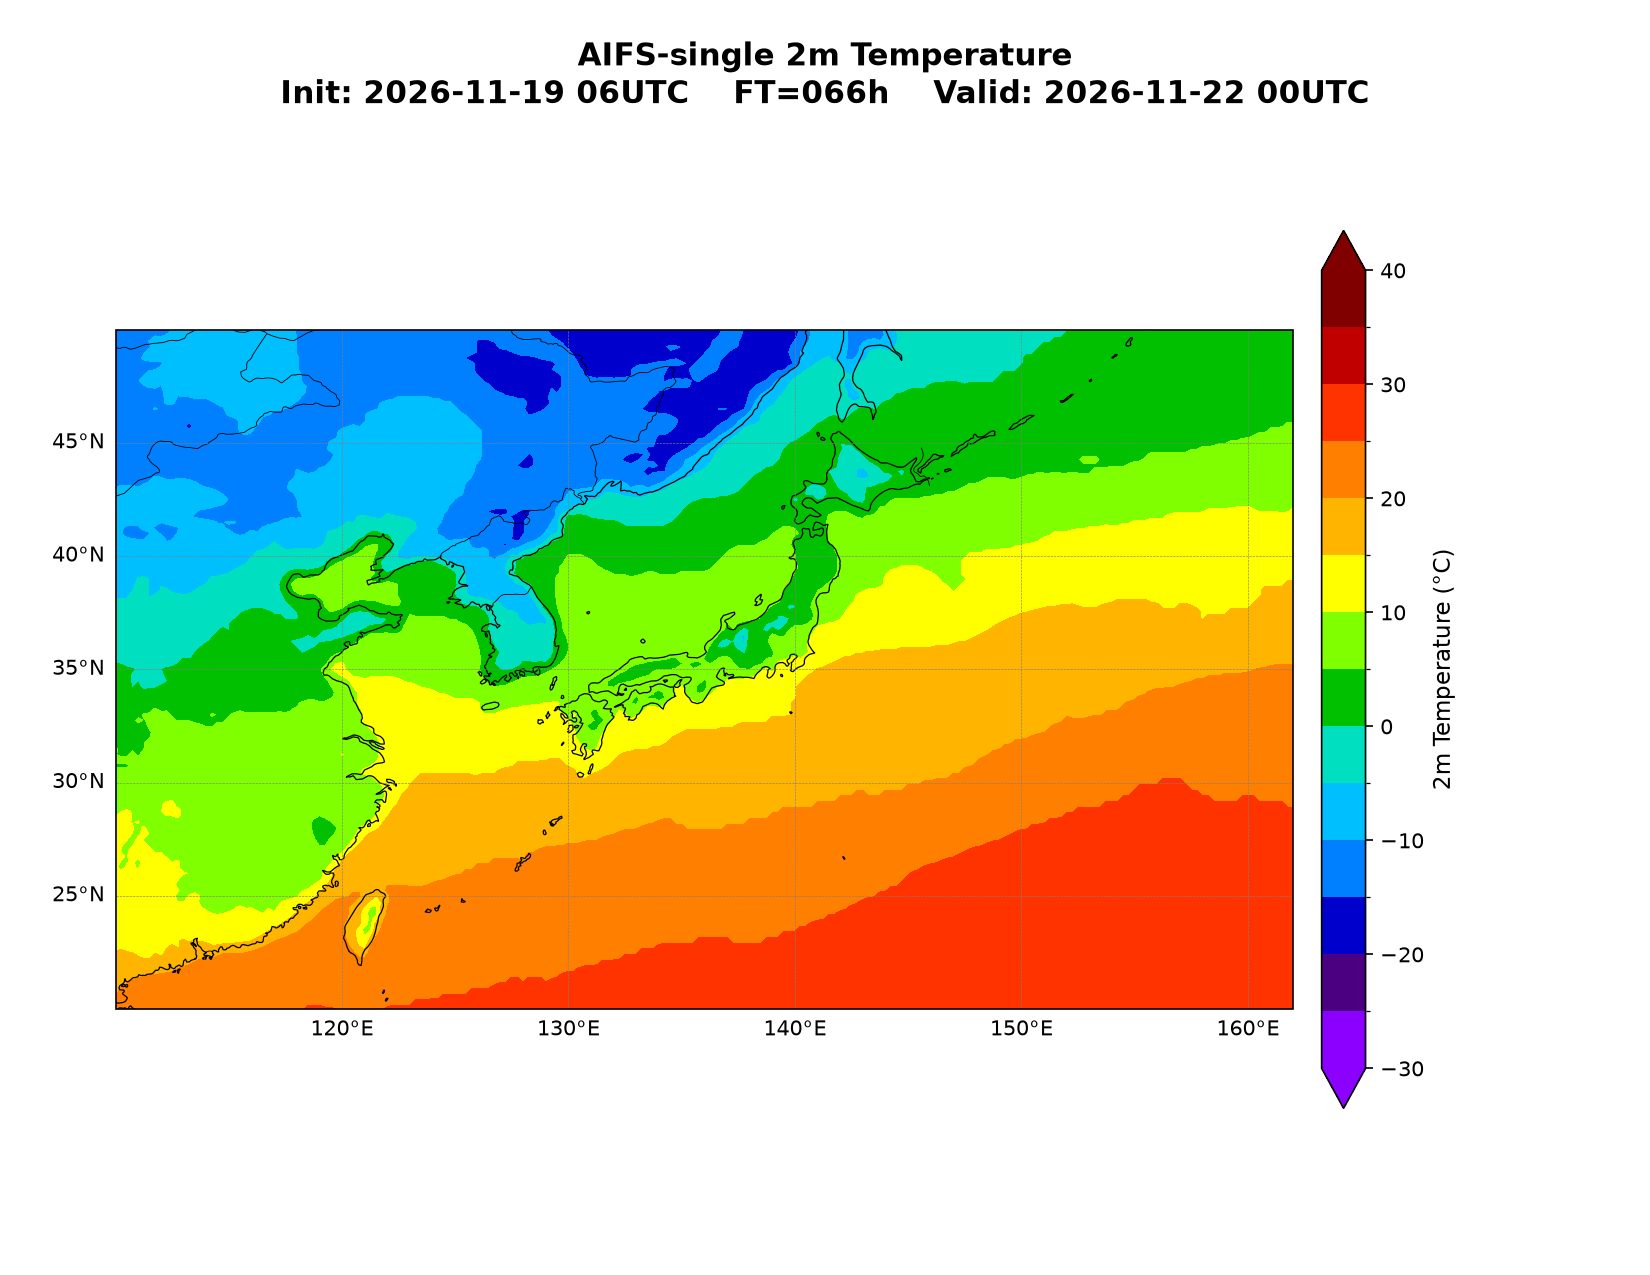 AIFS-single 2m Temperature
Init: 2026-11-19 06UTC    FT=066h    Valid: 2026-11-22 00UTC
45°N
40°N
35°N
30°N
25°N
120°E
130°E
140°E
150°E
160°E
40
30
20
10
0
−10
−20
−30
2m Temperature (°C)